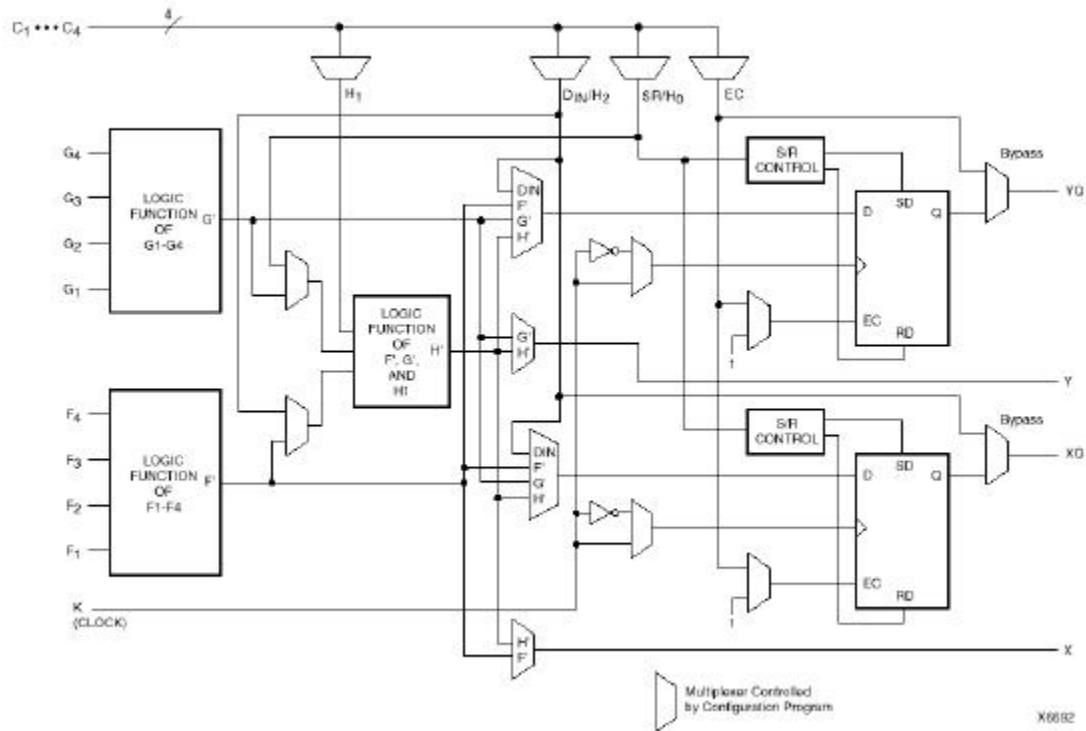 C1 ••• C4
4
H1
DIN/H2
SR/H0
EC
G4
G3
G2
G1
LOGIC
FUNCTION
OF
G1-G4
G'
DIN
F'
G'
H'
S/R
CONTROL
Bypass
D
SD
Q
YQ
EC
RD
1
LOGIC
FUNCTION
OF
F', G',
AND
H1
H'
G'
H'
Y
F4
F3
F2
F1
LOGIC
FUNCTION
OF
F1-F4
F'
DIN
F'
G'
H'
S/R
CONTROL
Bypass
D
SD
Q
XQ
EC
RD
1
K
(CLOCK)
H'
F'
X
Multiplexer Controlled
by Configuration Program
X6692